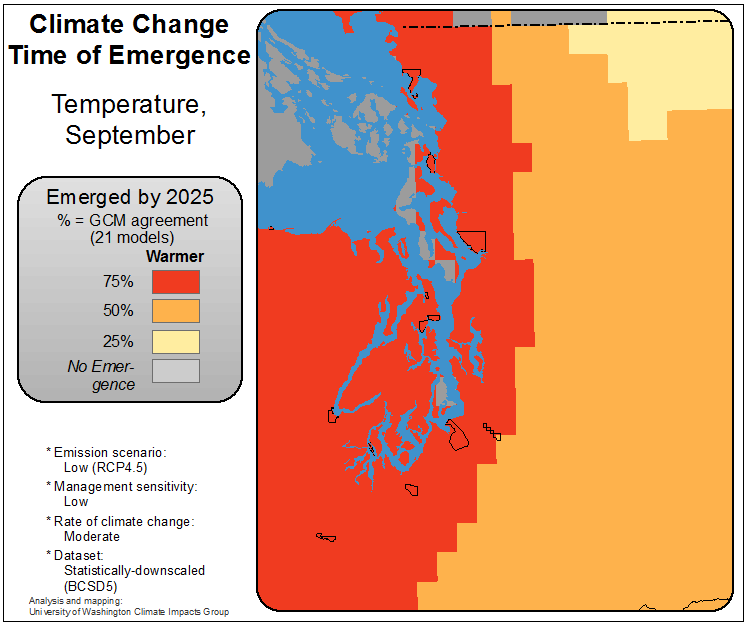 Climate Change
Time of Emergence
Temperature,
September
Emerged by 2025
% = GCM agreement
(21 models)
Warmer
75%
50%
25%
No Emer-
gence
* Emission scenario:
Low (RCP4.5)
* Management sensitivity:
Low
* Rate of climate change:
Moderate
* Dataset:
Statistically-downscaled
(BCSD5)
Analysis and mapping:
University of Washington Climate Impacts Group